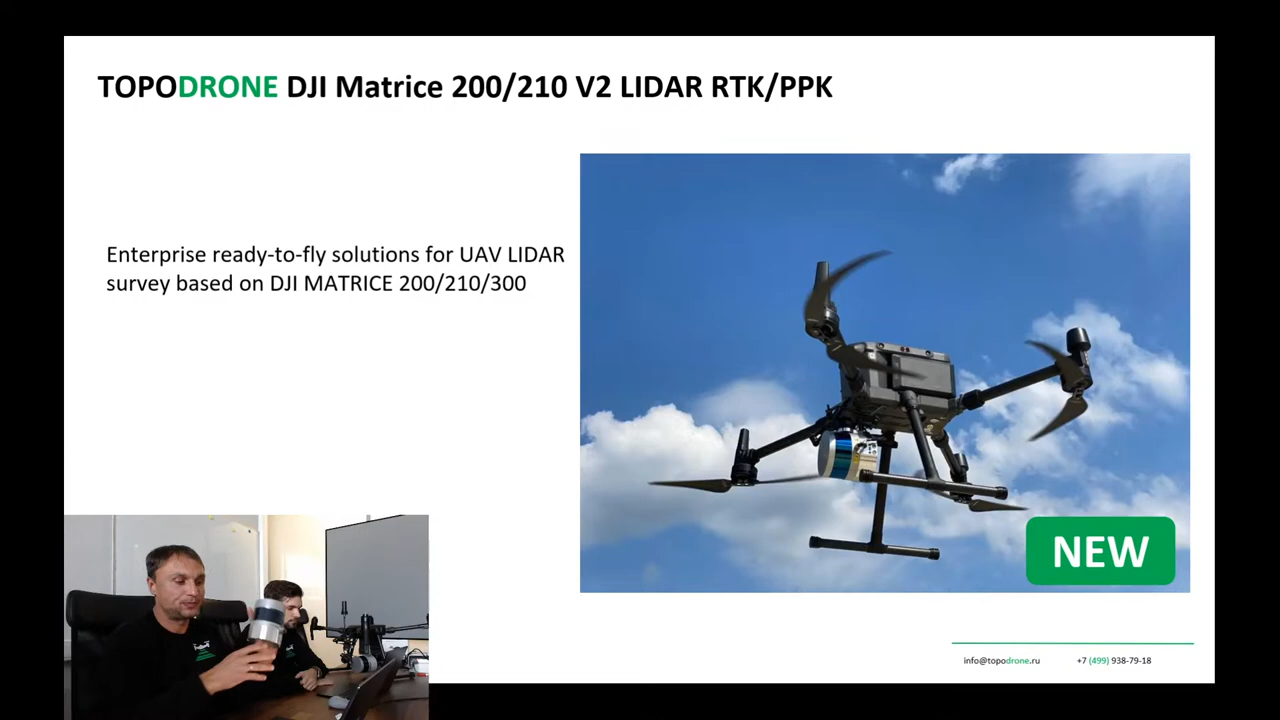 TOPODRONE DJI Matrice 200/210 V2 LIDAR RTK/PPK
Enterprise ready-to-fly solutions for UAV LIDAR
survey based on DJI MATRICE 200/210/300
NEW
info@topodrone.ru +7 (499) 938-79-18